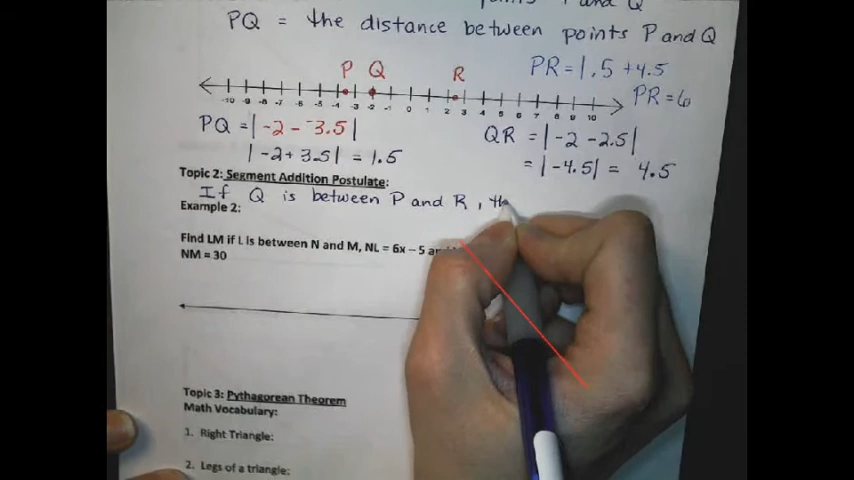 points P and Q
PQ = the distance between points P and Q
P Q R
PR = |1.5 + 4.5
-10 -9 -8 -7 -6 -5 -4 -3 -2 -1 0 1 2 3 4 5 6 7 8 9 10
PR = 6
PQ = |-2 - -3.5|
QR = |-2 - 2.5|
|-2 + 3.5| = 1.5
= |-4.5| = 4.5
Topic 2: Segment Addition Postulate:
If Q is between P and R, th
Example 2:
Find LM if L is between N and M, NL = 6x – 5 an
NM = 30
Topic 3: Pythagorean Theorem
Math Vocabulary:
1. Right Triangle:
2. Legs of a triangle: